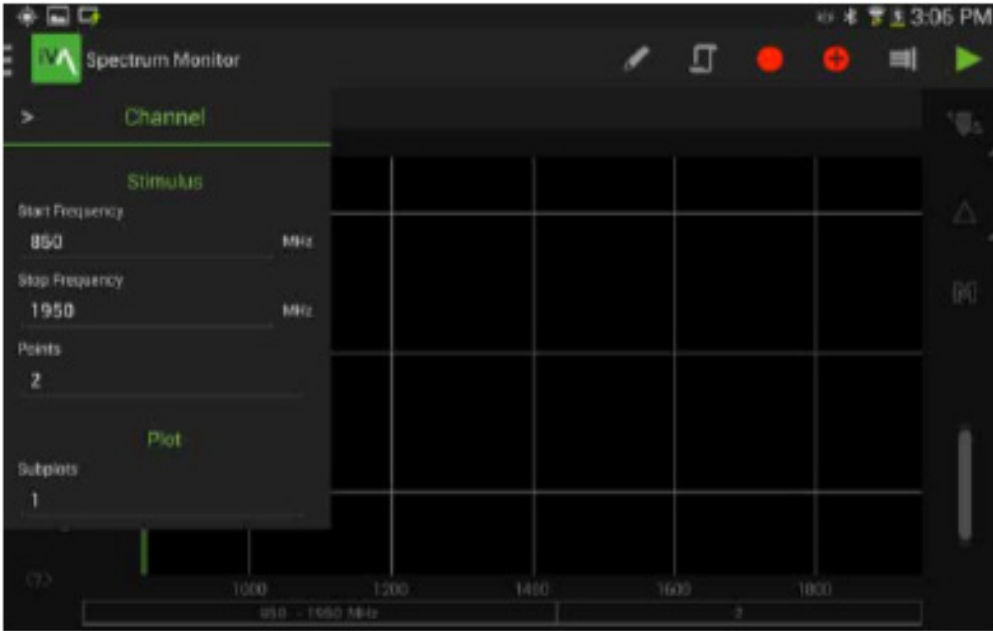 3:06 PM
iVA Spectrum Monitor
> Channel
Stimulus
Start Frequency
850 MHz
Stop Frequency
1950 MHz
Points
2
Plot
Subplots
1
1000 1200 1400 1600 1800
850 - 1950 MHz 2